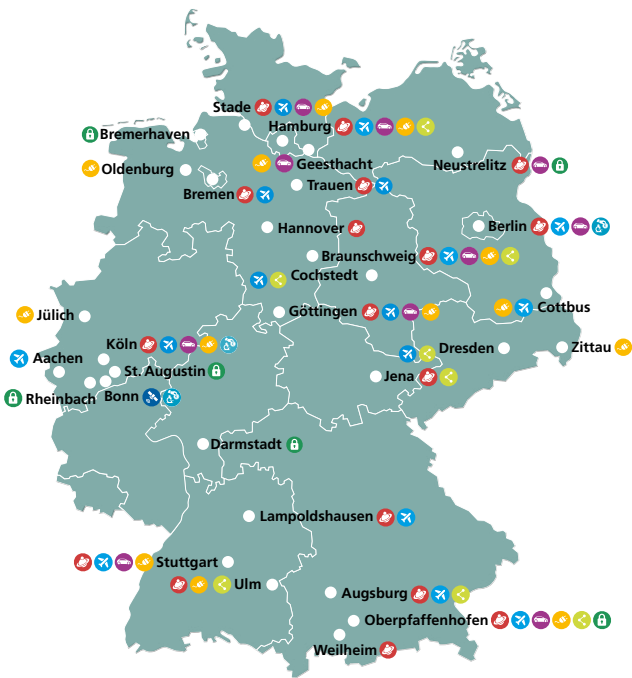 Stade
Hamburg
Bremerhaven
Oldenburg
Geesthacht
Neustrelitz
Bremen
Trauen
Hannover
Berlin
Braunschweig
Cochstedt
Göttingen
Cottbus
Jülich
Köln
Dresden
Zittau
Aachen
St. Augustin
Jena
Rheinbach
Bonn
Darmstadt
Lampoldshausen
Stuttgart
Ulm
Augsburg
Oberpfaffenhofen
Weilheim